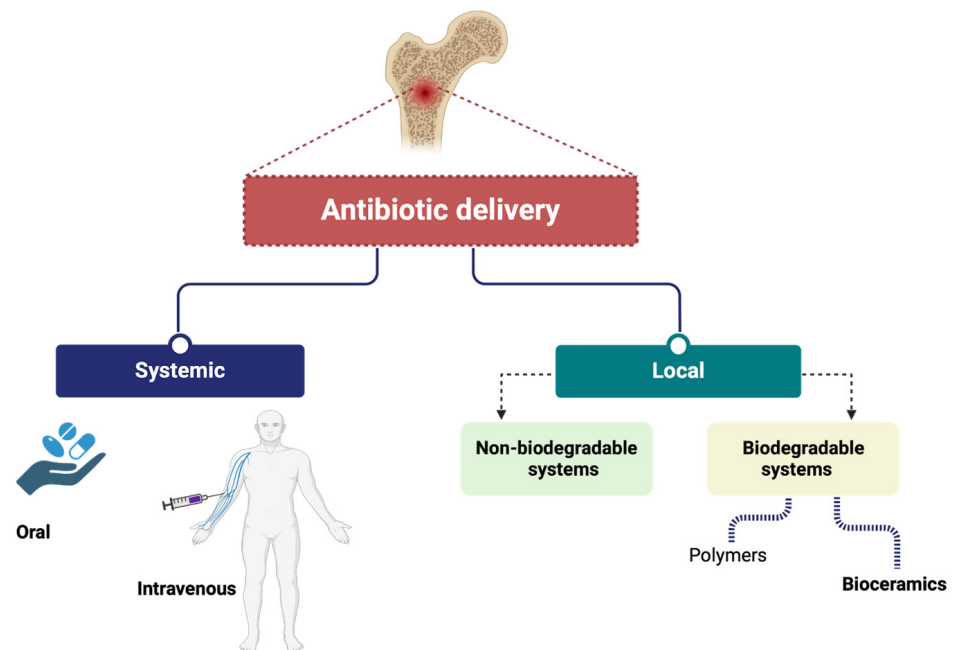 Antibiotic delivery
Systemic
Local
Non-biodegradable
systems
Biodegradable
systems
Oral
Intravenous
Polymers
Bioceramics